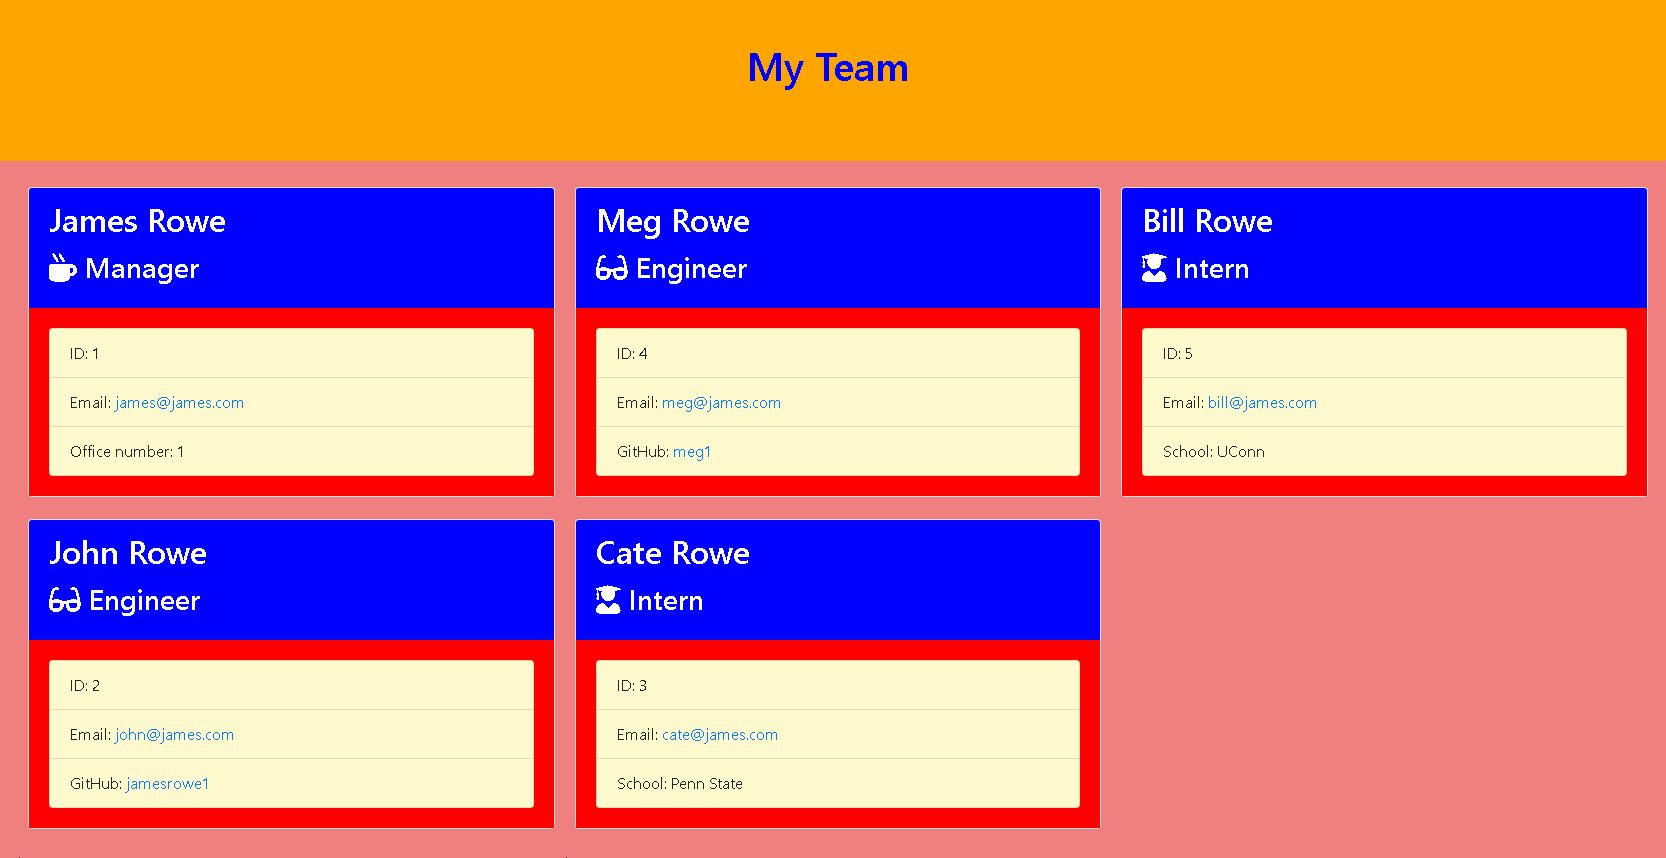 My Team
James Rowe
Manager
ID: 1
Email: james@james.com
Office number: 1
Meg Rowe
Engineer
ID: 4
Email: meg@james.com
GitHub: meg1
Bill Rowe
Intern
ID: 5
Email: bill@james.com
School: UConn
John Rowe
Engineer
ID: 2
Email: john@james.com
GitHub: jamesrowe1
Cate Rowe
Intern
ID: 3
Email: cate@james.com
School: Penn State